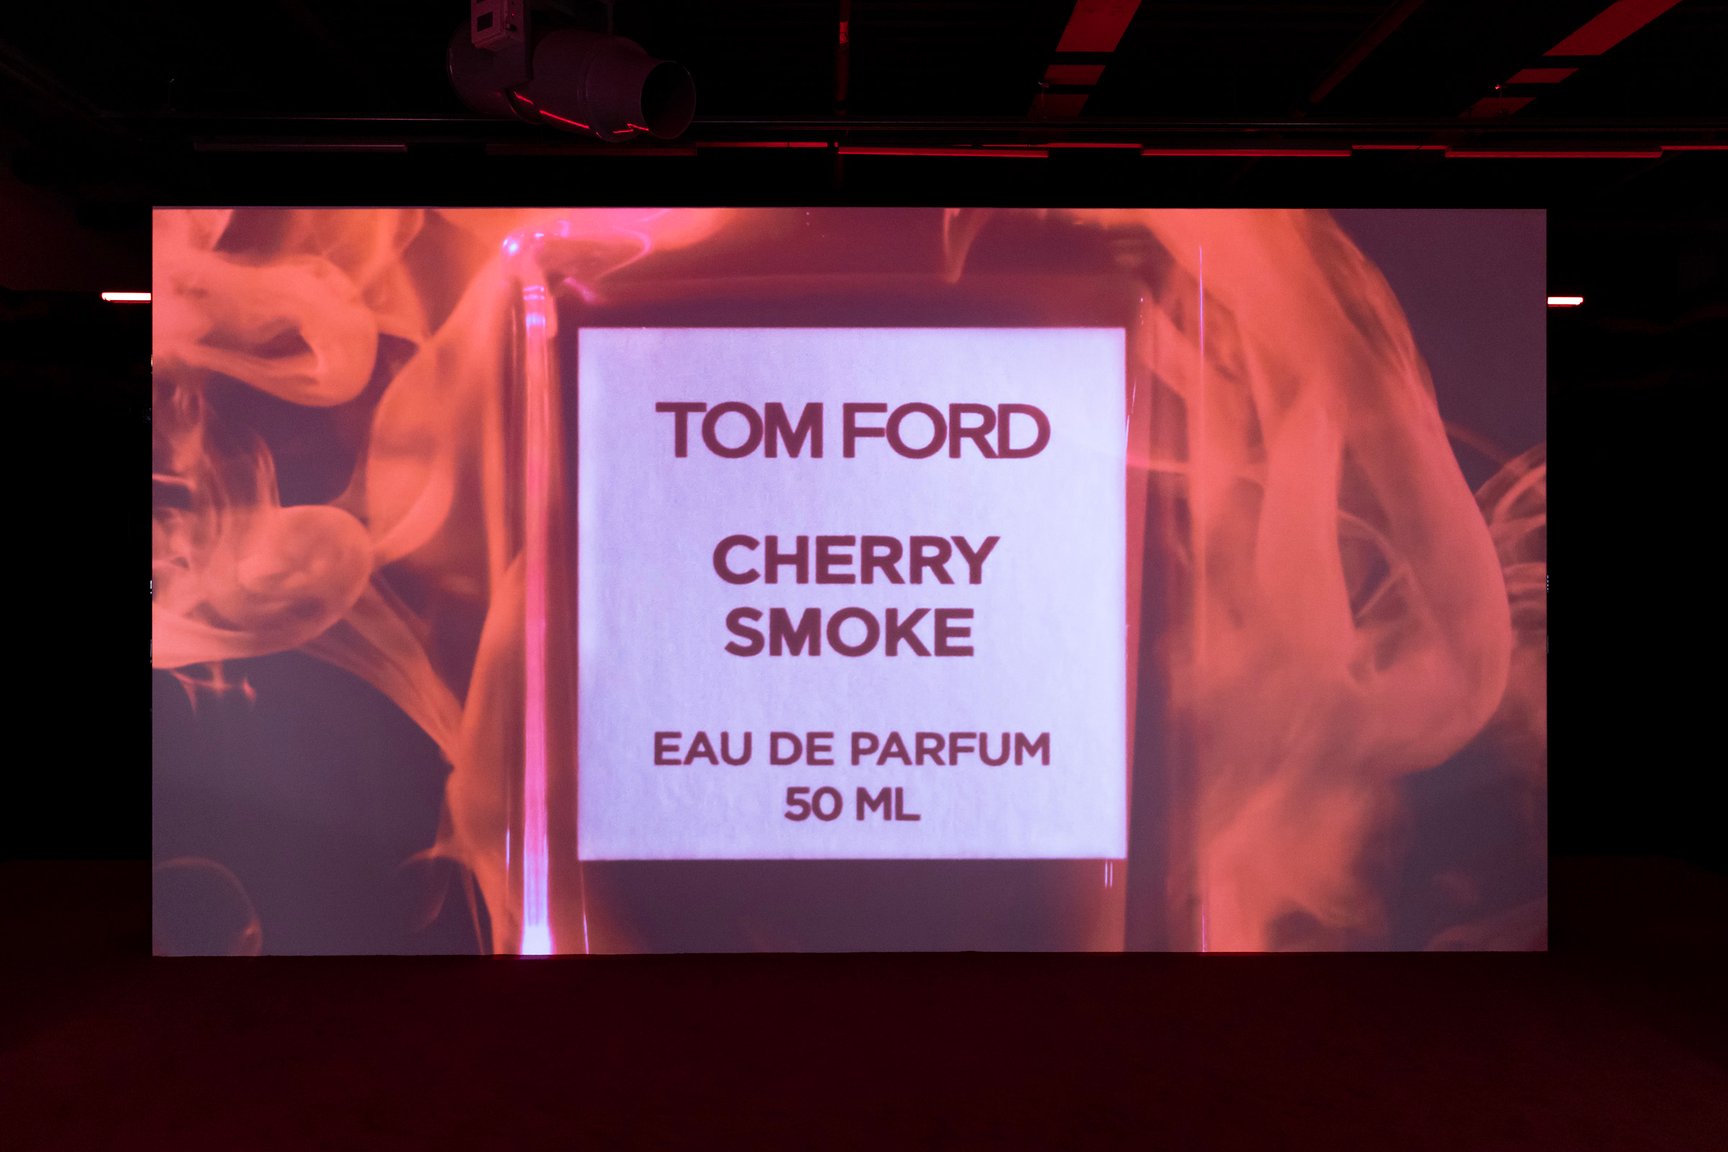 TOM FORD
CHERRY
SMOKE
EAU DE PARFUM
50 ML